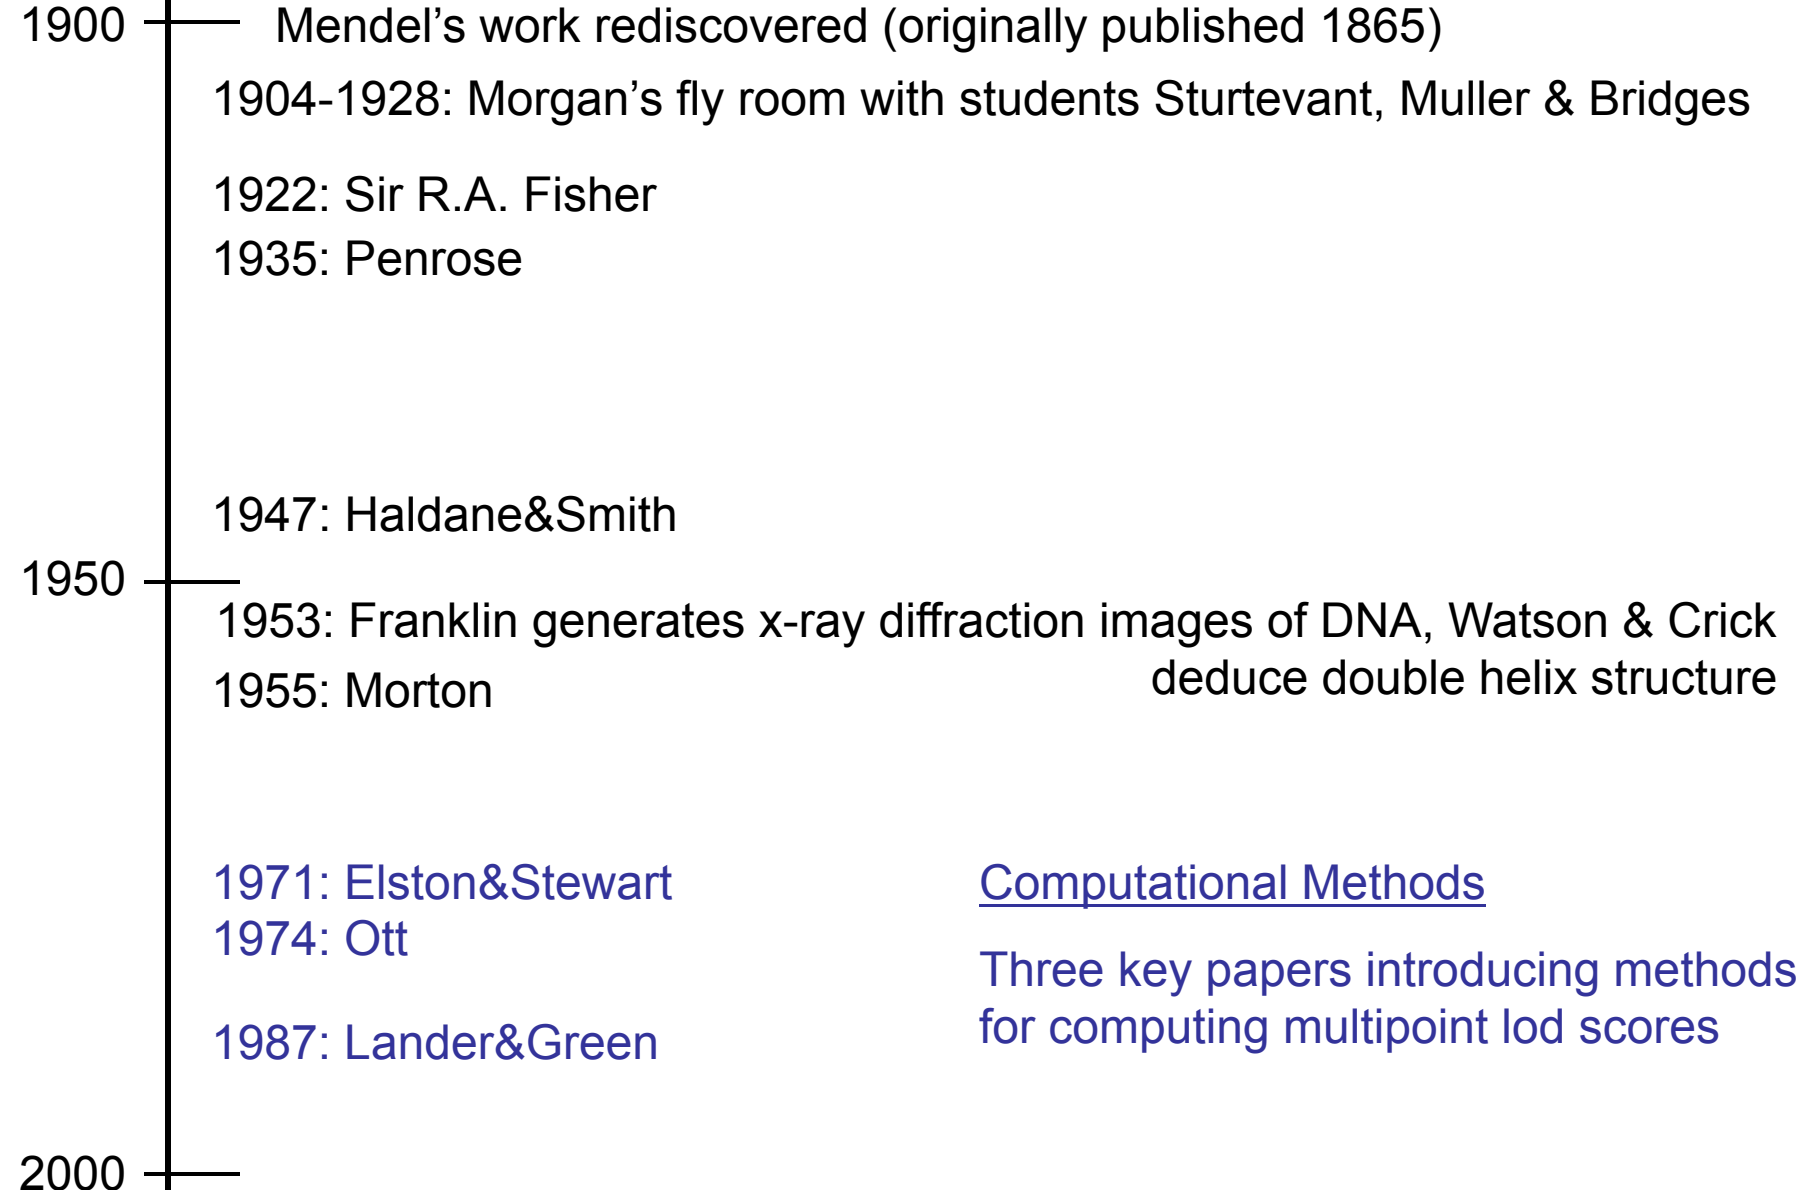 1900 Mendel’s work rediscovered (originally published 1865)
1904-1928: Morgan’s fly room with students Sturtevant, Muller & Bridges
1922: Sir R.A. Fisher
1935: Penrose
1947: Haldane&Smith
1950
1953: Franklin generates x-ray diffraction images of DNA, Watson & Crick
deduce double helix structure
1955: Morton
1971: Elston&Stewart
1974: Ott
1987: Lander&Green
Computational Methods
Three key papers introducing methods
for computing multipoint lod scores
2000